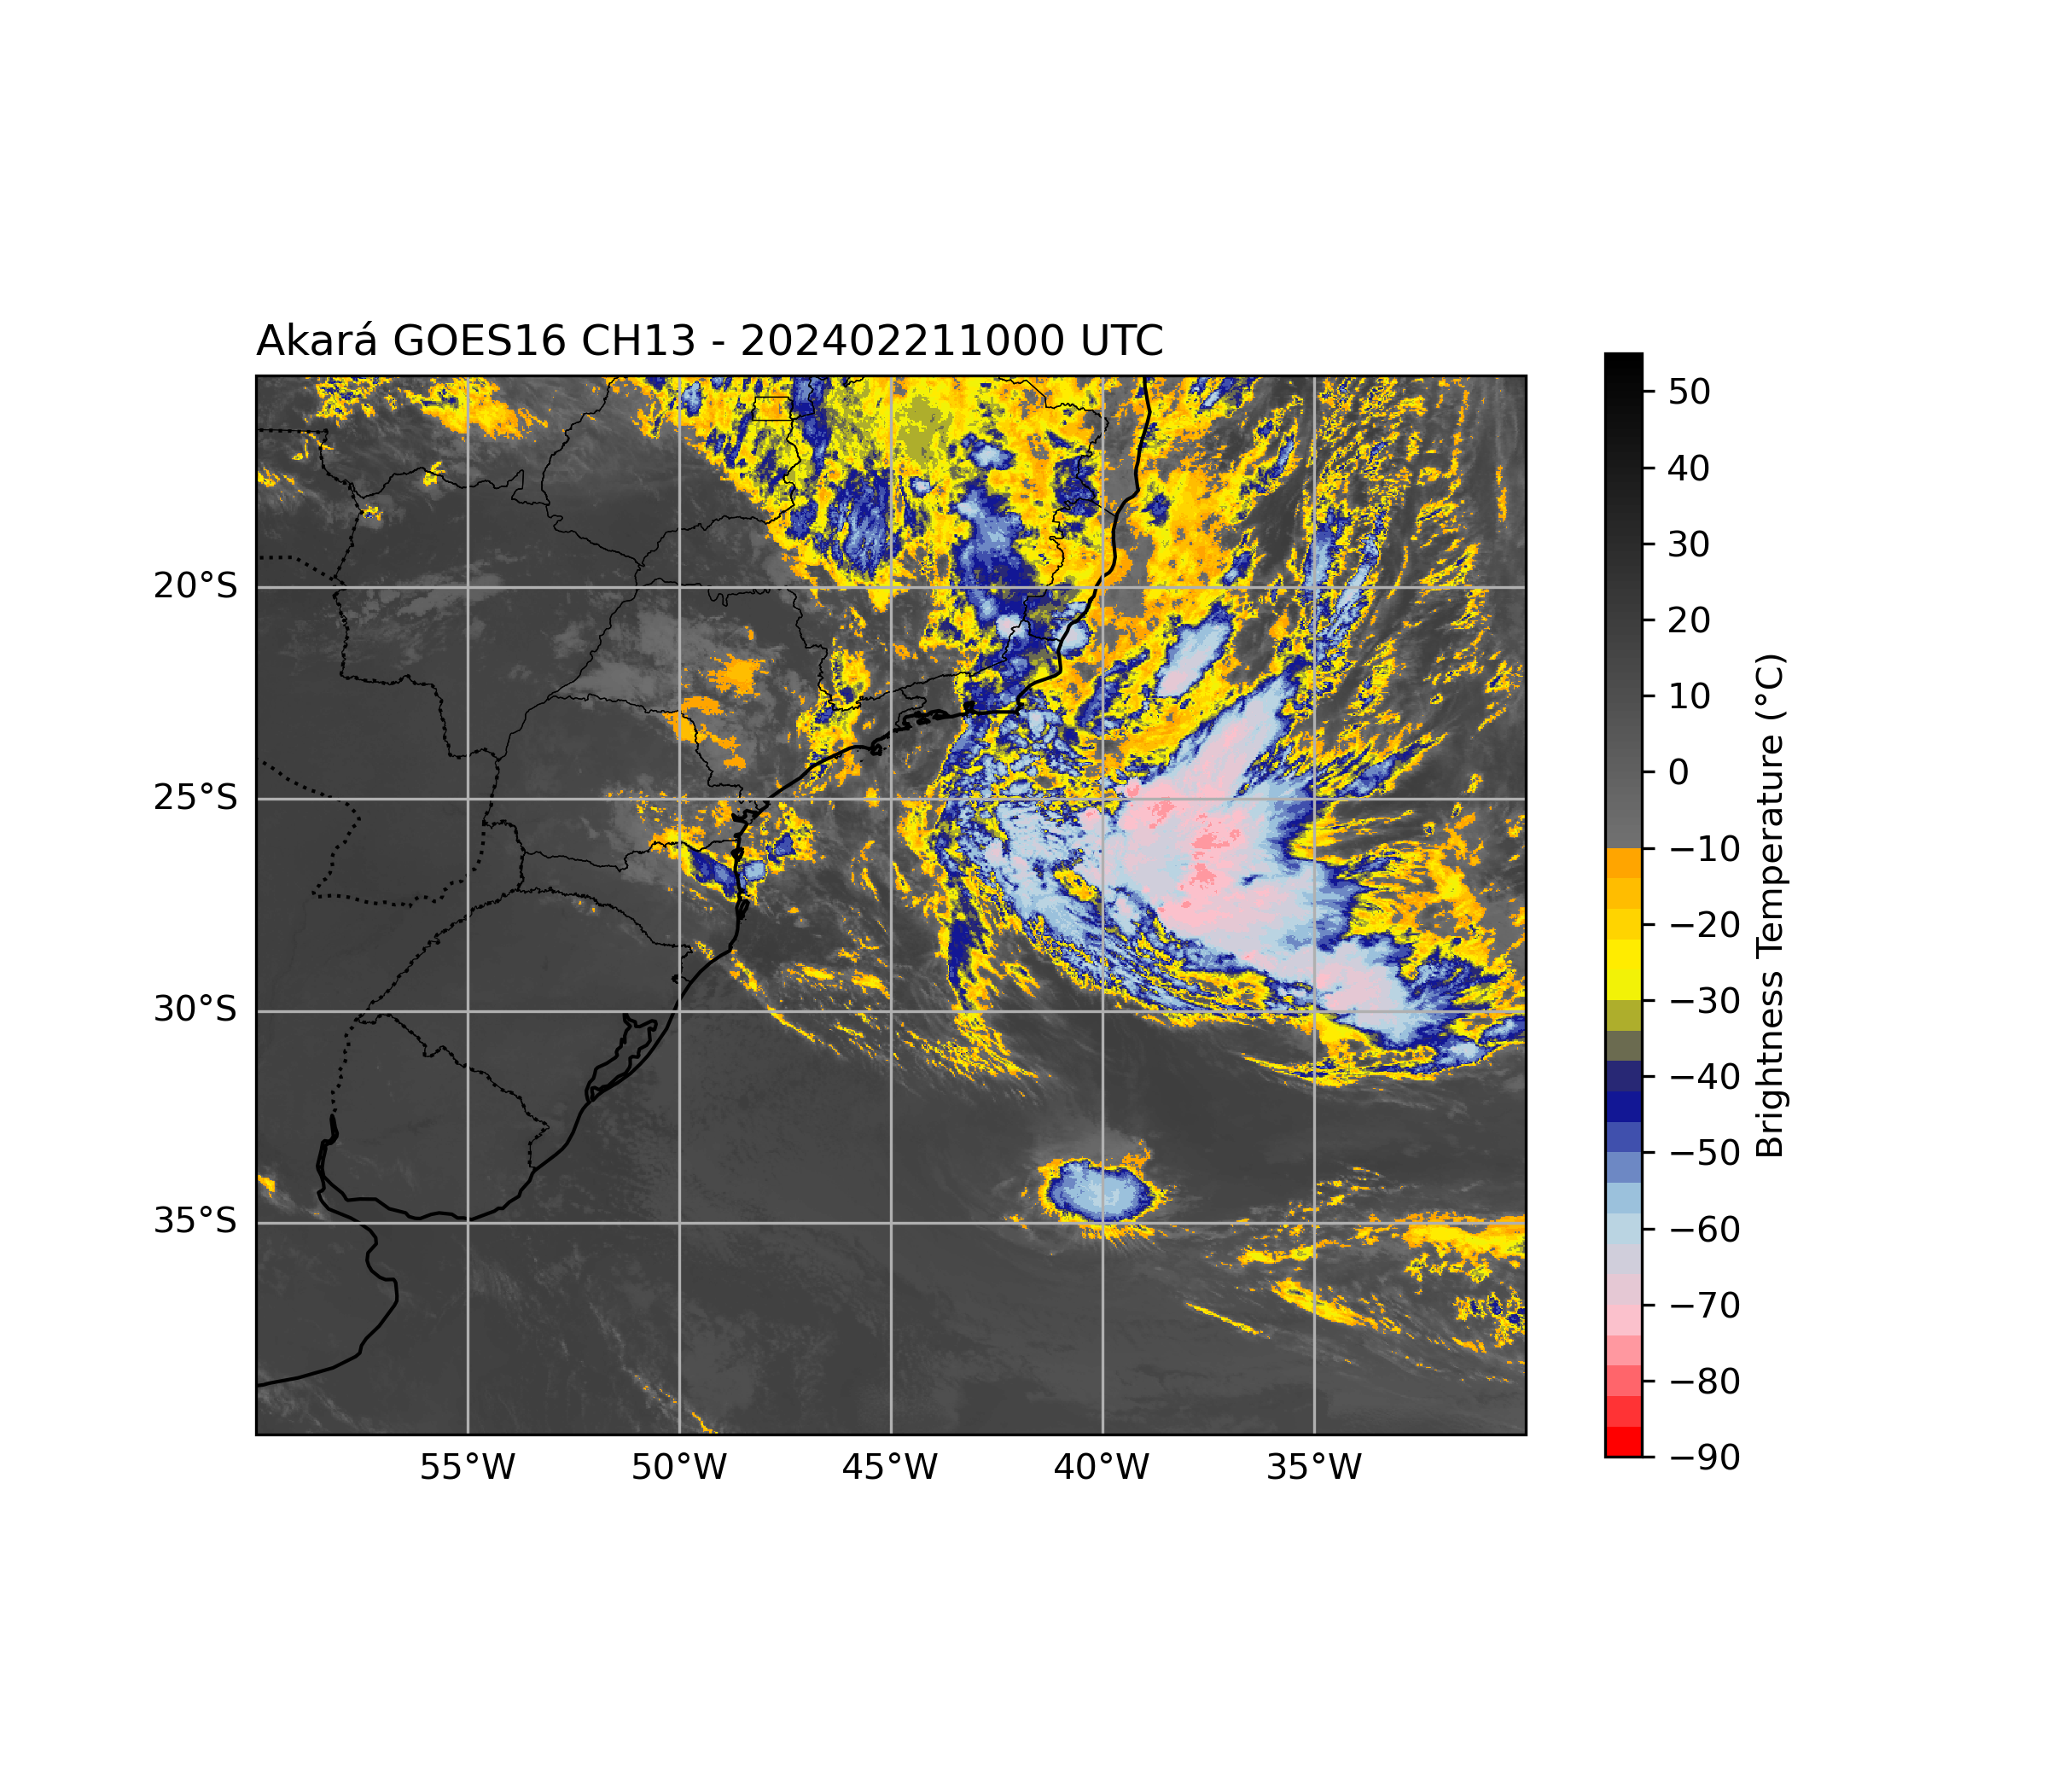 Akará GOES16 CH13 - 202402211000 UTC
20°S
25°S
30°S
35°S
55°W
50°W
45°W
40°W
35°W
50
40
30
20
10
0
−10
−20
−30
−40
−50
−60
−70
−80
−90
Brightness Temperature (°C)